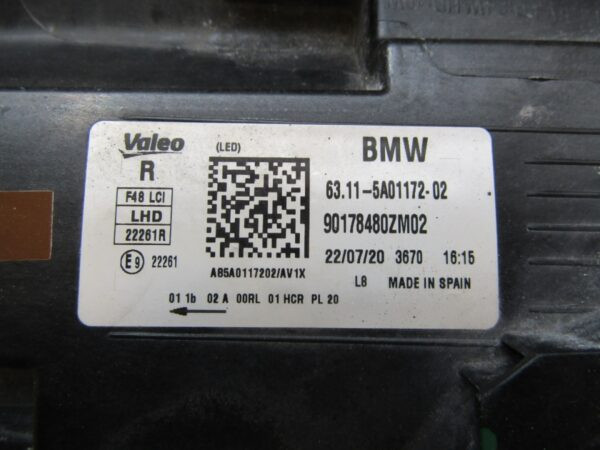 Valeo
(LED)
BMW
R
F48 LCI
LHD
22261R
E9 22261
63.11-5A01172-02
90178480ZM02
22/07/20 3670 16:15
L8 MADE IN SPAIN
A85A0117202/AV1X
01 1b 02 A 00RL 01 HCR PL 20